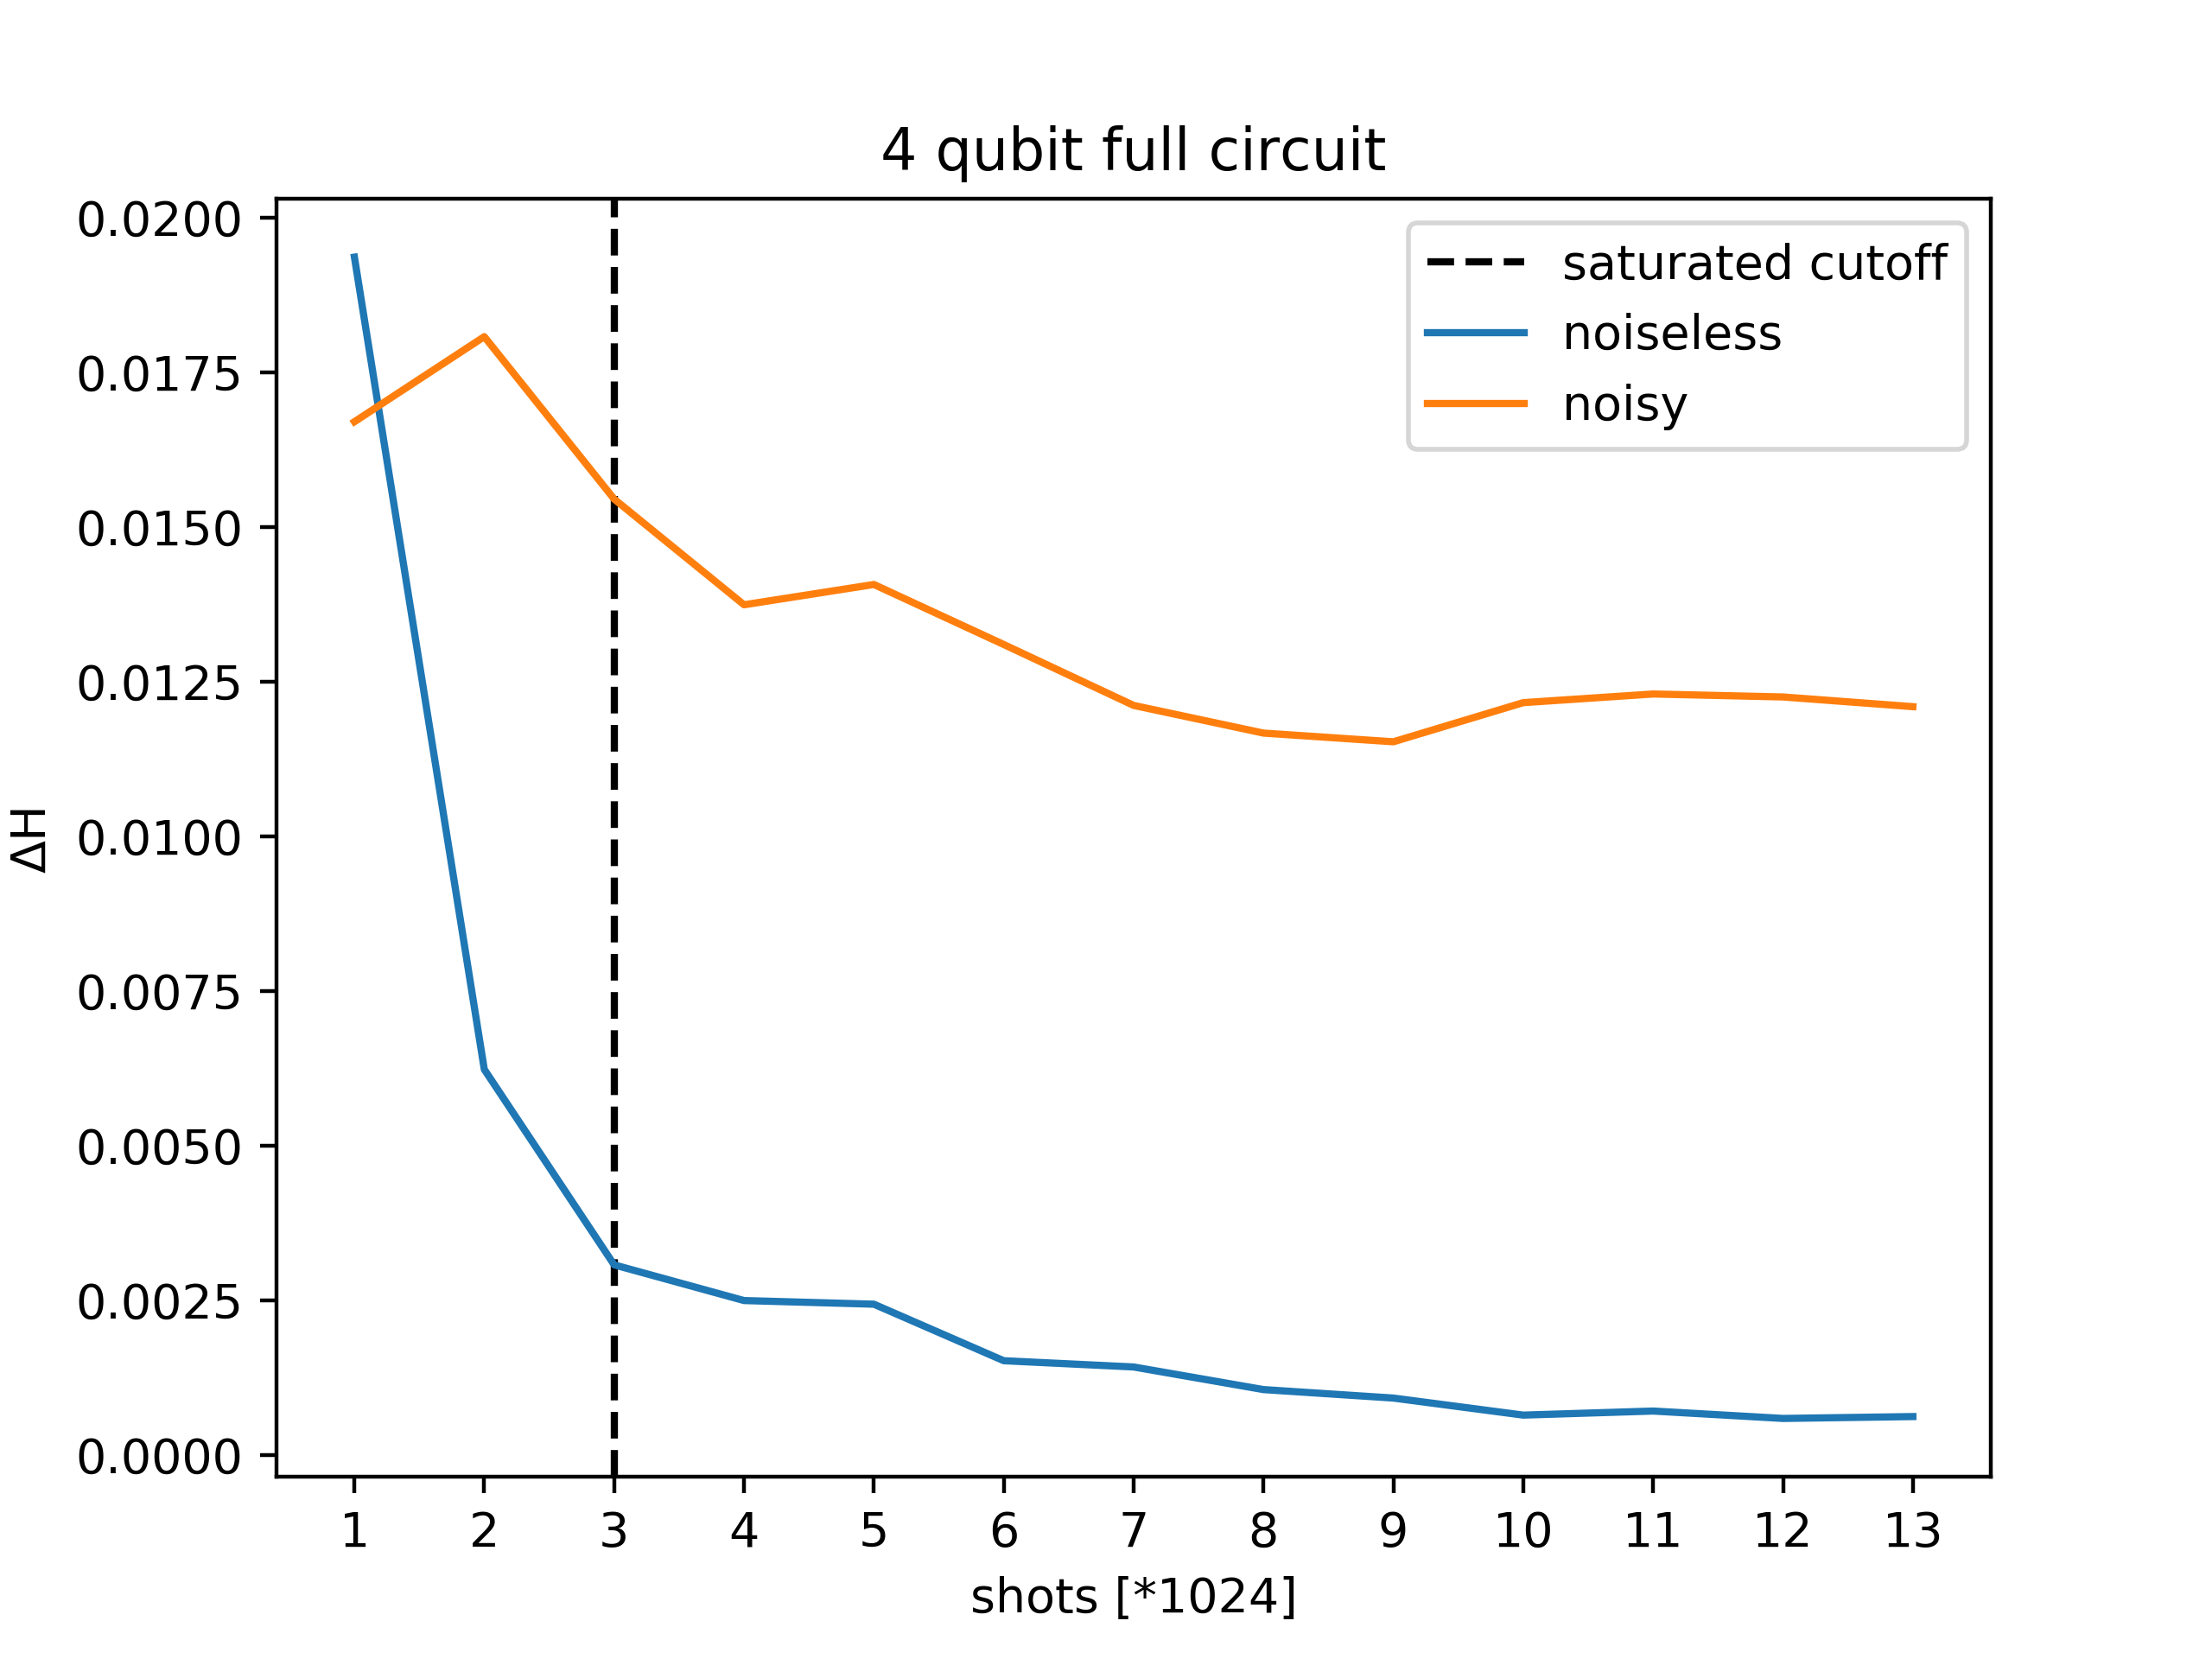 4 qubit full circuit
0.0200
0.0175
0.0150
0.0125
0.0100
0.0075
0.0050
0.0025
0.0000
ΔH
saturated cutoff
noiseless
noisy
1 2 3 4 5 6 7 8 9 10 11 12 13
shots [*1024]